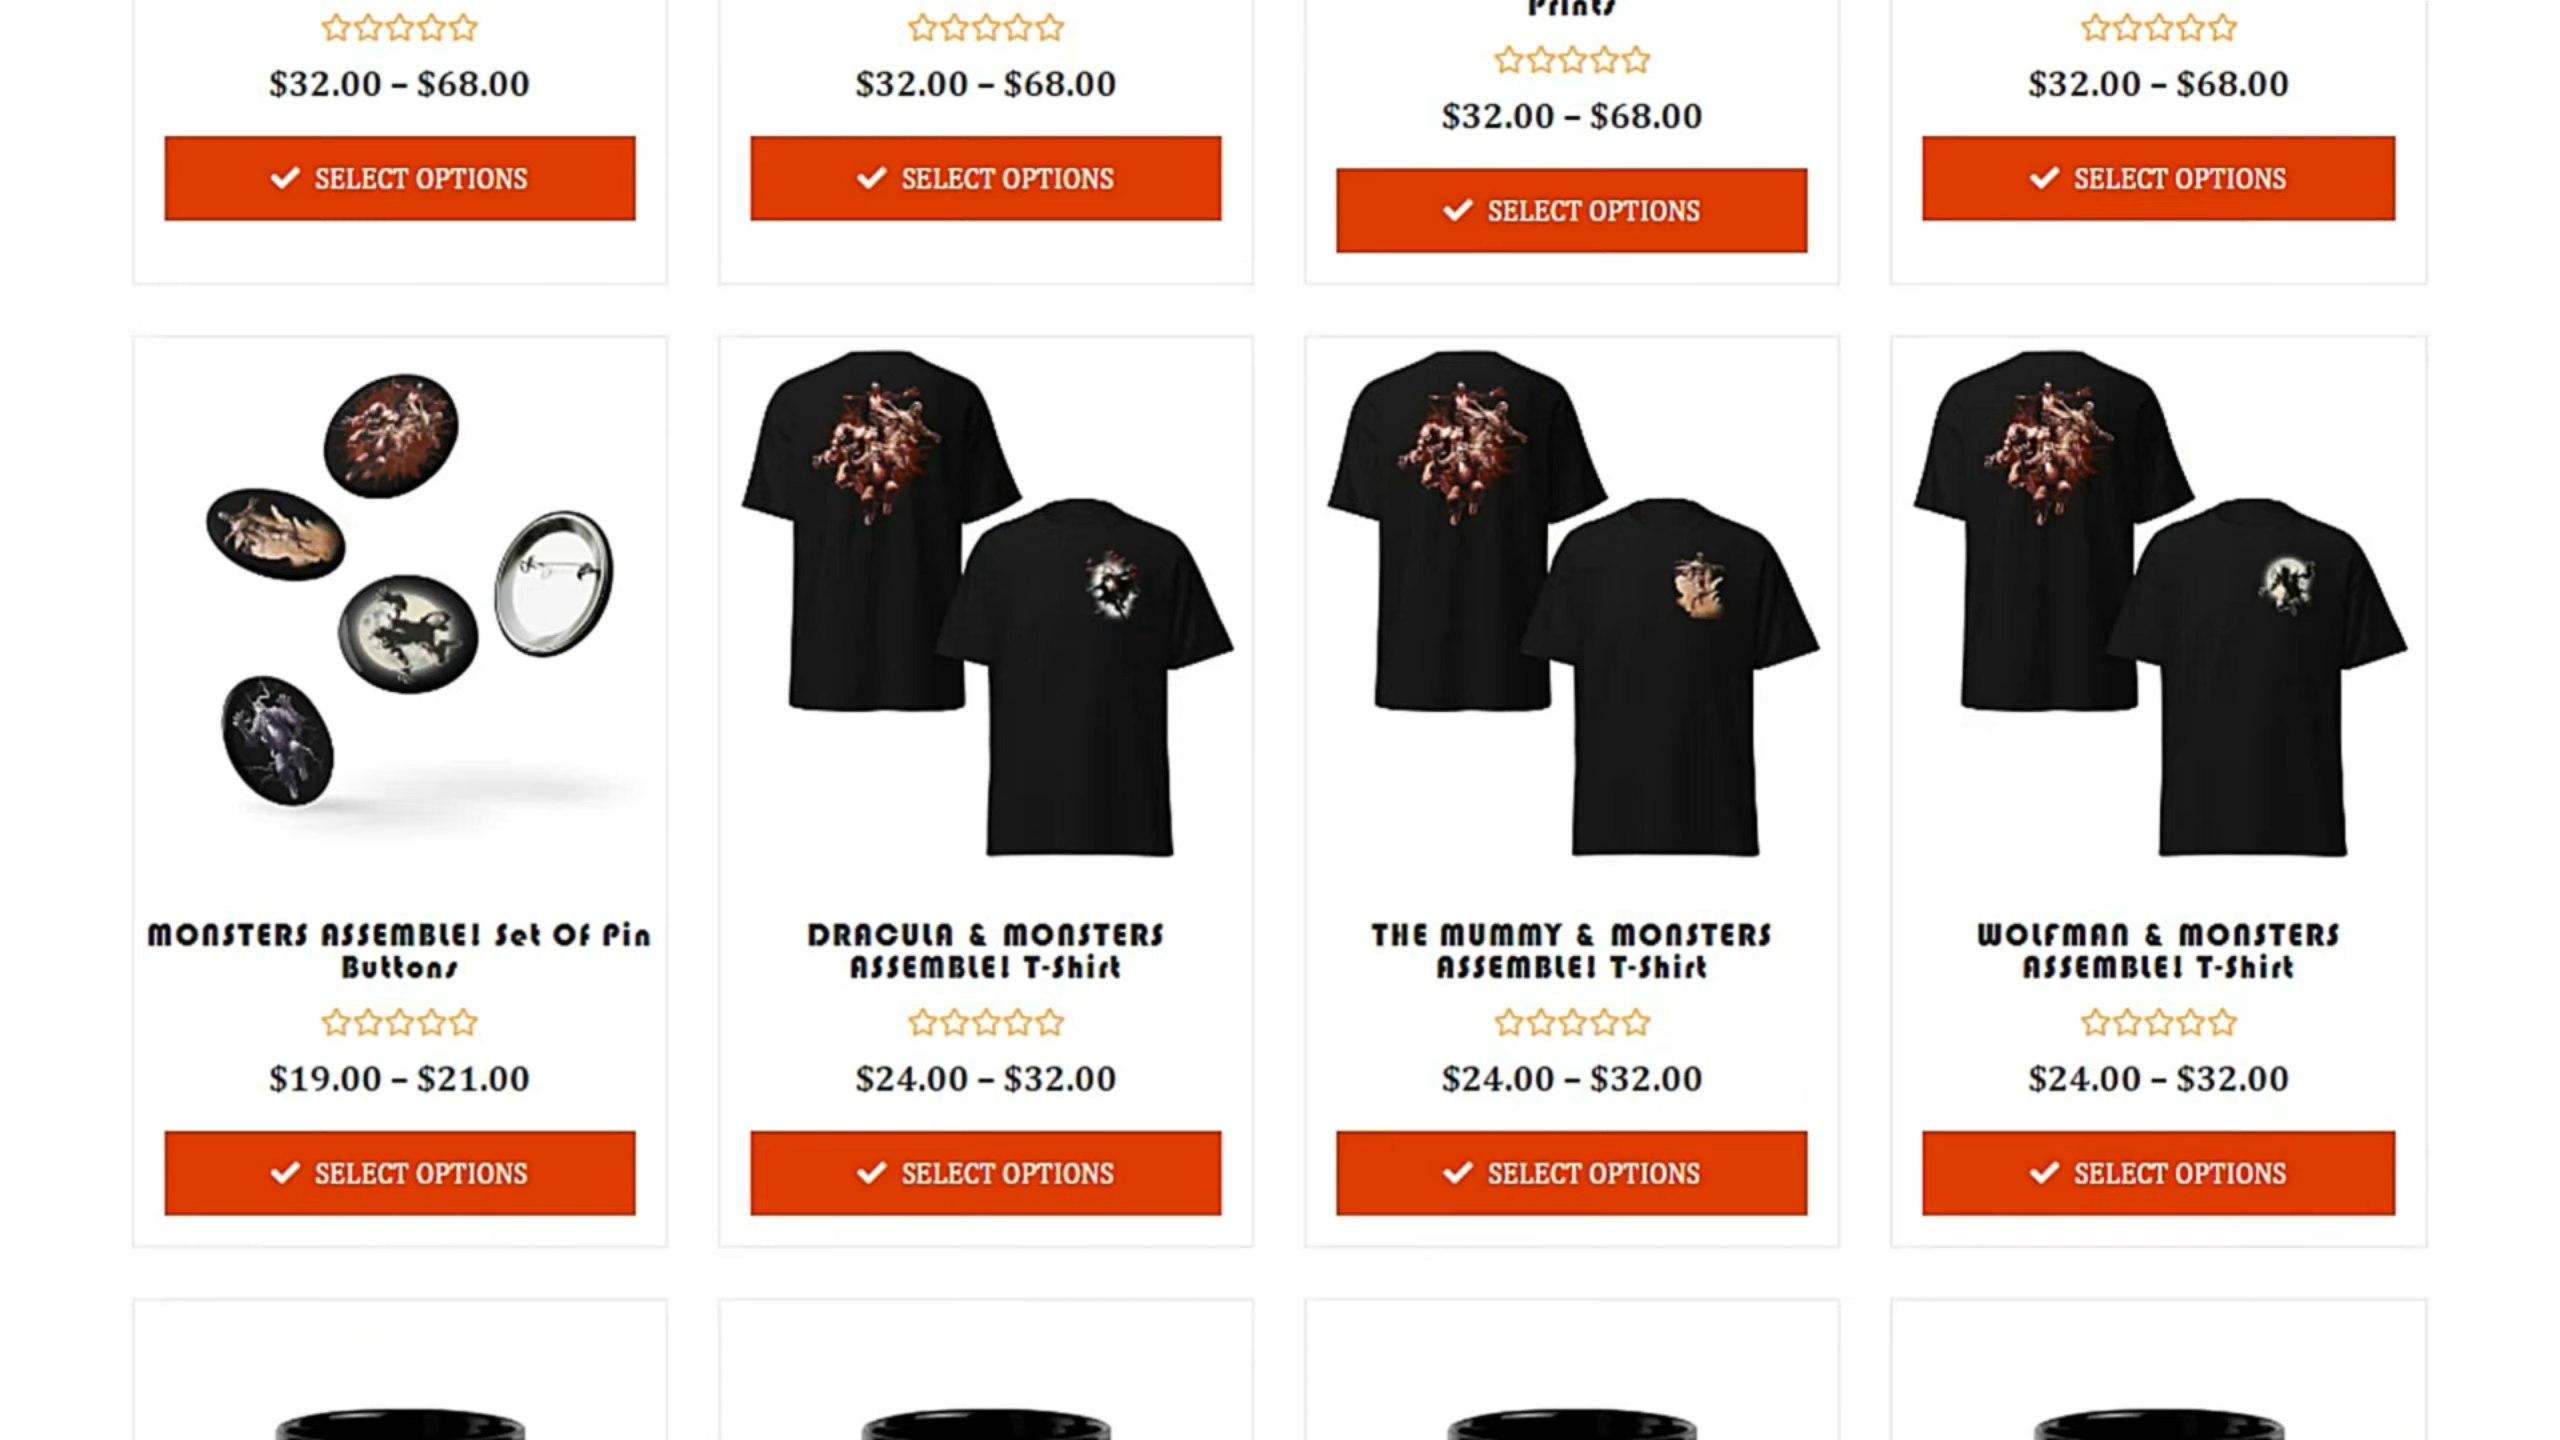 Prints
$32.00 – $68.00
SELECT OPTIONS
$32.00 – $68.00
SELECT OPTIONS
$32.00 – $68.00
SELECT OPTIONS
$32.00 – $68.00
SELECT OPTIONS
MONSTERS ASSEMBLE! Set Of Pin
Buttons
$19.00 – $21.00
SELECT OPTIONS
DRACULA & MONSTERS
ASSEMBLE! T-Shirt
$24.00 – $32.00
SELECT OPTIONS
THE MUMMY & MONSTERS
ASSEMBLE! T-Shirt
$24.00 – $32.00
SELECT OPTIONS
WOLFMAN & MONSTERS
ASSEMBLE! T-Shirt
$24.00 – $32.00
SELECT OPTIONS